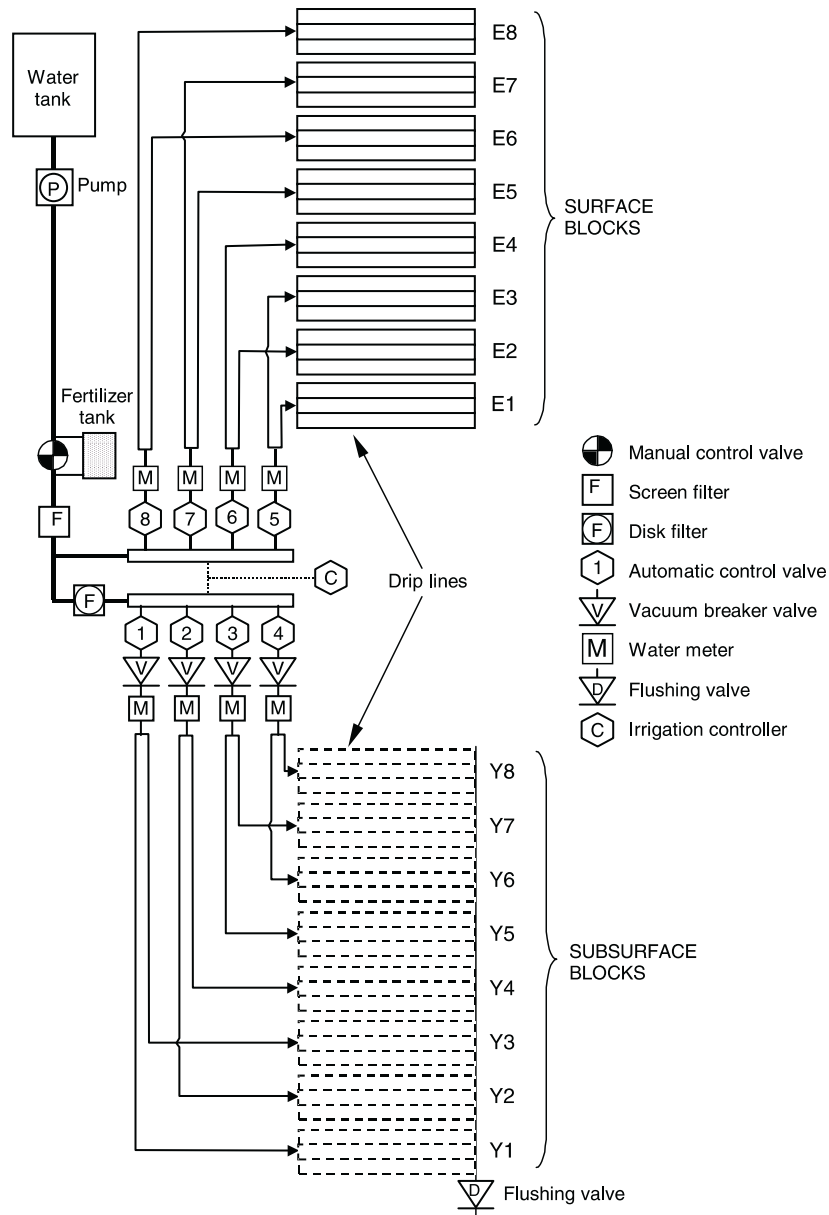 Water
tank
P Pump
Fertilizer
tank
F
M M M M
8 7 6 5
C
F
1 2 3 4
V V V V
M M M M
E8
E7
E6
E5
E4
E3
E2
E1
SURFACE
BLOCKS
Drip lines
Manual control valve
F Screen filter
F Disk filter
1 Automatic control valve
V Vacuum breaker valve
M Water meter
D Flushing valve
C Irrigation controller
Y8
Y7
Y6
Y5
Y4
Y3
Y2
Y1
SUBSURFACE
BLOCKS
D Flushing valve